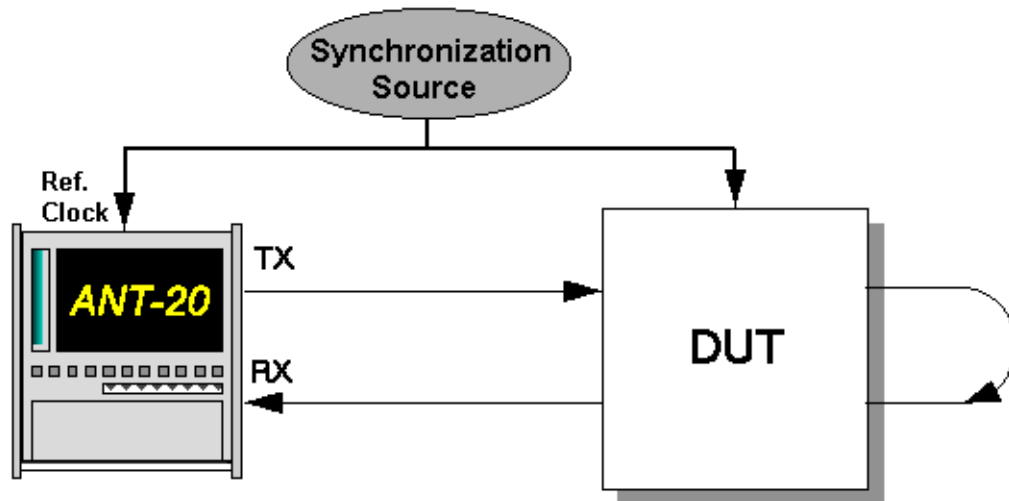 Synchronization
Source
Ref.
Clock
TX
ANT-20
DUT
RX